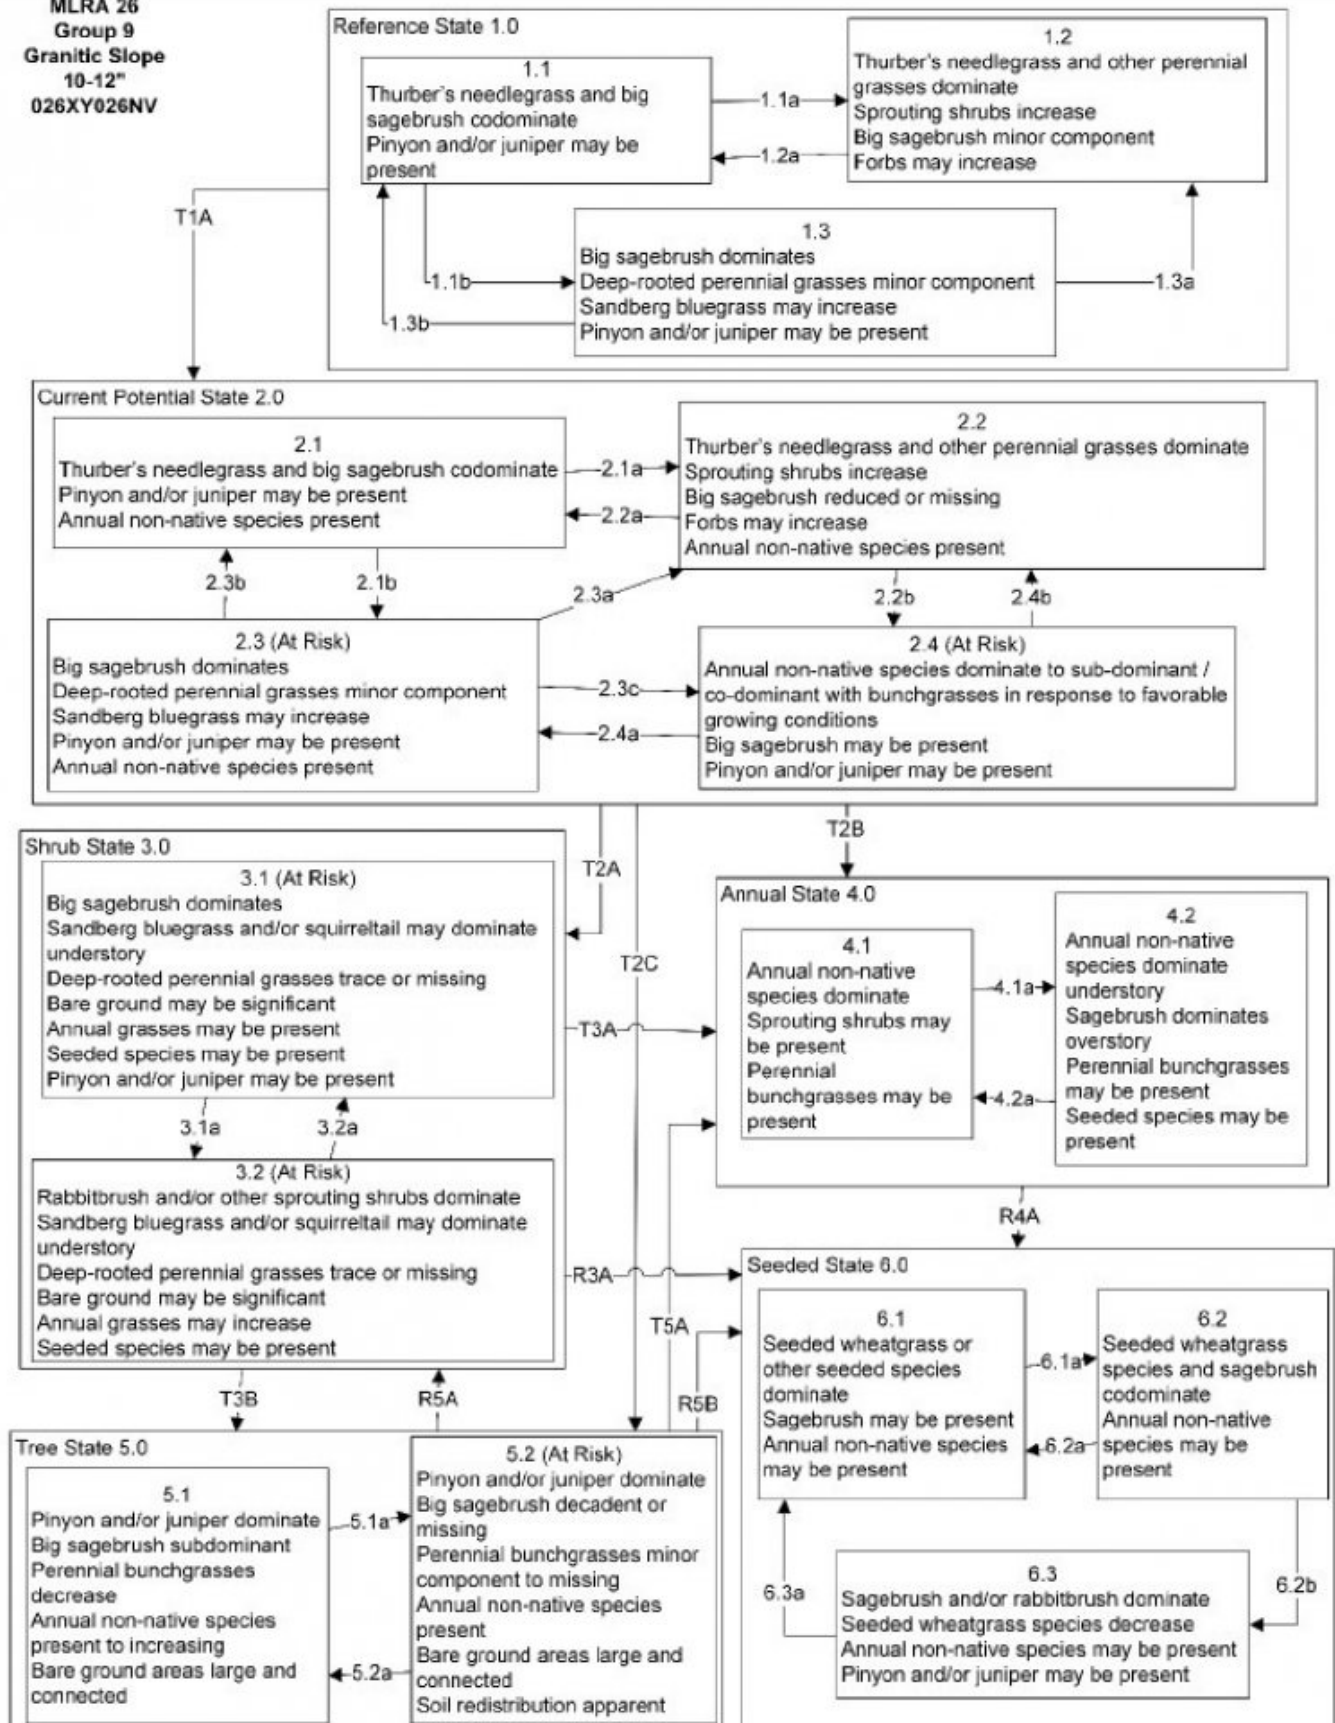 MLRA 26
Group 9
Granitic Slope
10-12"
026XY026NV
Reference State 1.0
1.1
Thurber's needlegrass and big
sagebrush codominate
Pinyon and/or juniper may be
present
1.1a
1.2a
1.2
Thurber's needlegrass and other perennial
grasses dominate
Sprouting shrubs increase
Big sagebrush minor component
Forbs may increase
T1A
1.1b
1.3b
1.3
Big sagebrush dominates
Deep-rooted perennial grasses minor component
Sandberg bluegrass may increase
Pinyon and/or juniper may be present
1.3a
Current Potential State 2.0
2.1
Thurber's needlegrass and big sagebrush codominate
Pinyon and/or juniper may be present
Annual non-native species present
2.1a
2.2a
2.2
Thurber's needlegrass and other perennial grasses dominate
Sprouting shrubs increase
Big sagebrush reduced or missing
Forbs may increase
Annual non-native species present
2.3b
2.1b
2.3a
2.2b
2.4b
2.3 (At Risk)
Big sagebrush dominates
Deep-rooted perennial grasses minor component
Sandberg bluegrass may increase
Pinyon and/or juniper may be present
Annual non-native species present
2.3c
2.4a
2.4 (At Risk)
Annual non-native species dominate to sub-dominant /
co-dominant with bunchgrasses in response to favorable
growing conditions
Big sagebrush may be present
Pinyon and/or juniper may be present
T2A
T2C
T2B
Shrub State 3.0
3.1 (At Risk)
Big sagebrush dominates
Sandberg bluegrass and/or squirreltail may dominate
understory
Deep-rooted perennial grasses trace or missing
Bare ground may be significant
Annual grasses may be present
Seeded species may be present
Pinyon and/or juniper may be present
3.1a
3.2a
3.2 (At Risk)
Rabbitbrush and/or other sprouting shrubs dominate
Sandberg bluegrass and/or squirreltail may dominate
understory
Deep-rooted perennial grasses trace or missing
Bare ground may be significant
Annual grasses may increase
Seeded species may be present
T3A
R3A
Annual State 4.0
4.1
Annual non-native
species dominate
Sprouting shrubs may
be present
Perennial
bunchgrasses may be
present
4.1a
4.2a
4.2
Annual non-native
species dominate
understory
Sagebrush dominates
overstory
Perennial bunchgrasses
may be present
Seeded species may be
present
R4A
T5A
R5B
T3B
R5A
Tree State 5.0
5.1
Pinyon and/or juniper dominate
Big sagebrush subdominant
Perennial bunchgrasses
decrease
Annual non-native species
present to increasing
Bare ground areas large and
connected
5.1a
5.2a
5.2 (At Risk)
Pinyon and/or juniper dominate
Big sagebrush decadent or
missing
Perennial bunchgrasses minor
component to missing
Annual non-native species
present
Bare ground areas large and
connected
Soil redistribution apparent
Seeded State 6.0
6.1
Seeded wheatgrass or
other seeded species
dominate
Sagebrush may be present
Annual non-native species
may be present
6.1a
6.2a
6.2
Seeded wheatgrass
species and sagebrush
codominate
Annual non-native
species may be
present
6.3a
6.2b
6.3
Sagebrush and/or rabbitbrush dominate
Seeded wheatgrass species decrease
Annual non-native species may be present
Pinyon and/or juniper may be present